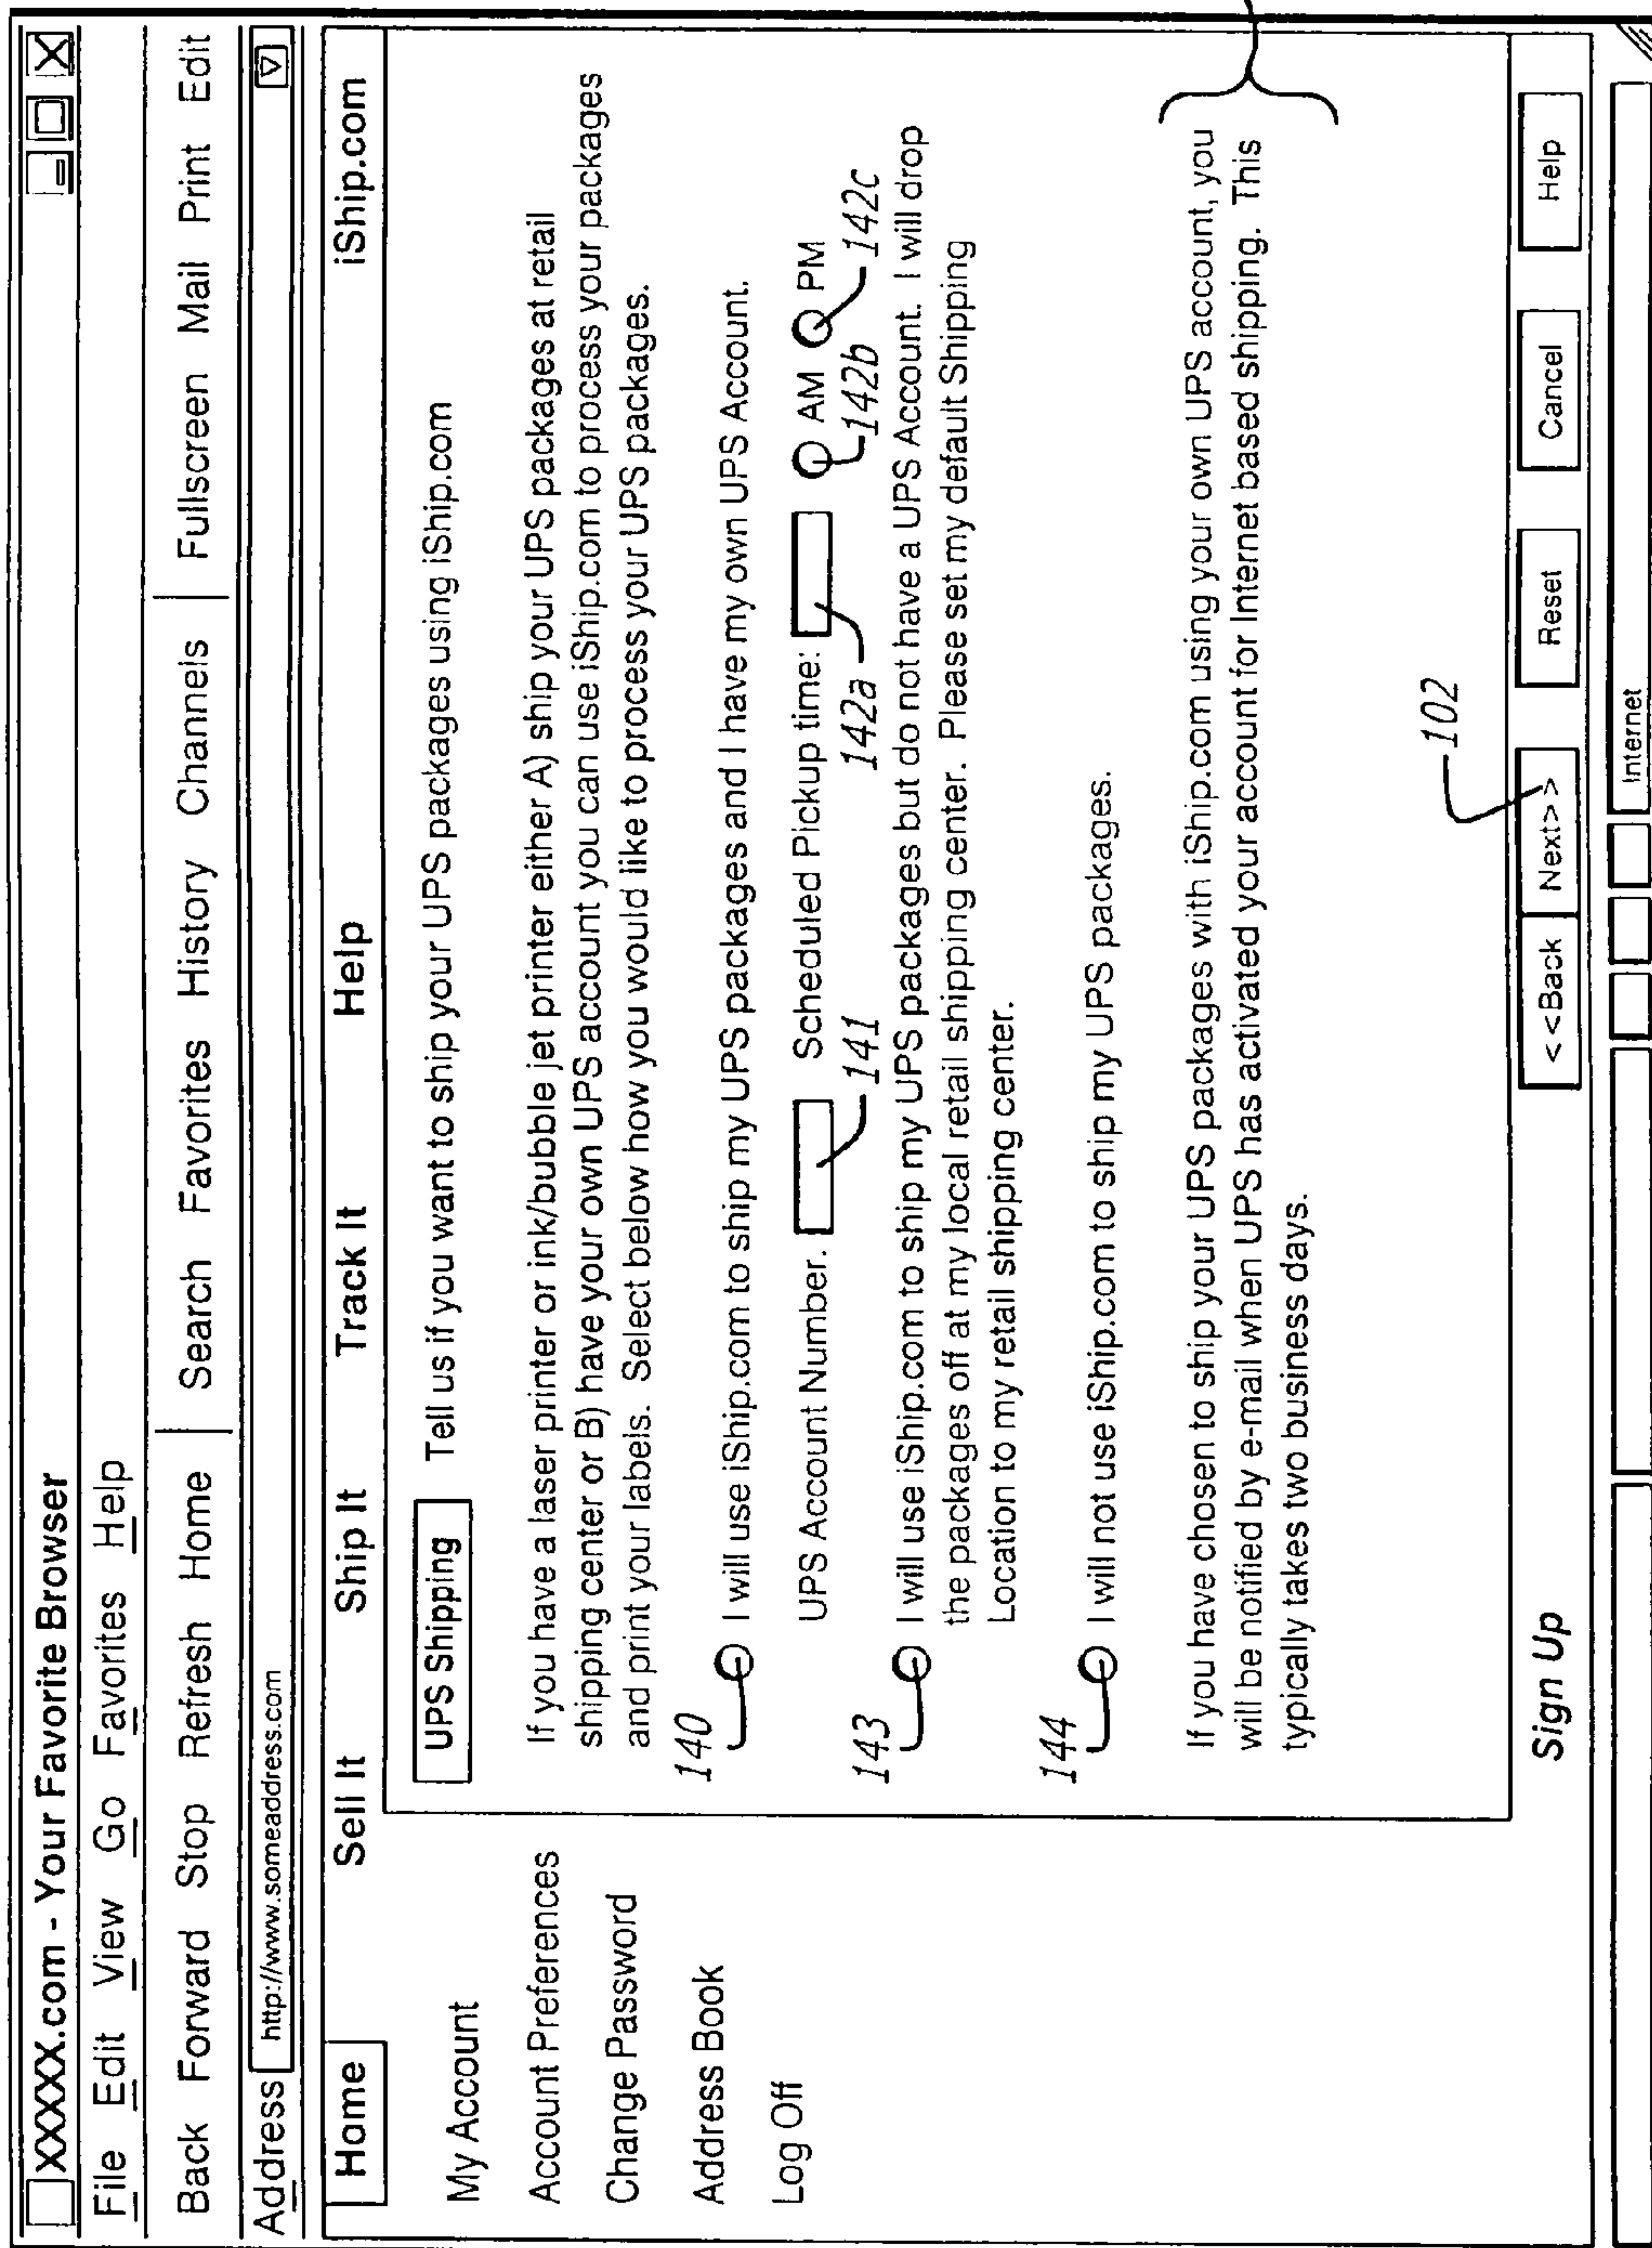 XXXXX.com - Your Favorite Browser
File Edit View Go Favorites Help
Back Forward Stop Refresh Home Search Favorites History Channels Fullscreen Mail Print Edit
Address http://www.someaddress.com
Home Sell It Ship It Track It Help iShip.com
My Account
Account Preferences
Change Password
Address Book
Log Off
UPS Shipping Tell us if you want to ship your UPS packages using iShip.com
If you have a laser printer or ink/bubble jet printer either A) ship your UPS packages at retail
shipping center or B) have your own UPS account you can use iShip.com to process your packages
and print your labels. Select below how you would like to process your UPS packages.
140
I will use iShip.com to ship my UPS packages and I have my own UPS Account.
UPS Account Number. Scheduled Pickup time: AM PM
141 142a 142b 142c
143
I will use iShip.com to ship my UPS packages but do not have a UPS Account. I will drop
the packages off at my local retail shipping center. Please set my default Shipping
Location to my retail shipping center.
144
I will not use iShip.com to ship my UPS packages.
If you have chosen to ship your UPS packages with iShip.com using your own UPS account, you
will be notified by e-mail when UPS has activated your account for Internet based shipping. This
typically takes two business days.
102
Sign Up <<Back Next>> Reset Cancel Help
Internet